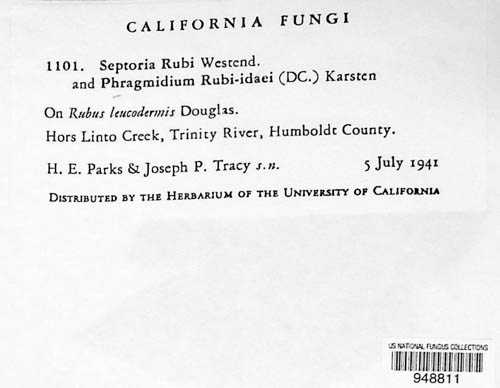 CALIFORNIA FUNGI
1101. Septoria Rubi Westend.
and Phragmidium Rubi-idaei (DC.) Karsten
On Rubus leucodermis Douglas.
Hors Linto Creek, Trinity River, Humboldt County.
H. E. Parks & Joseph P. Tracy s.n. 5 July 1941
DISTRIBUTED BY THE HERBARIUM OF THE UNIVERSITY OF CALIFORNIA
US NATIONAL FUNGUS COLLECTIONS
948811